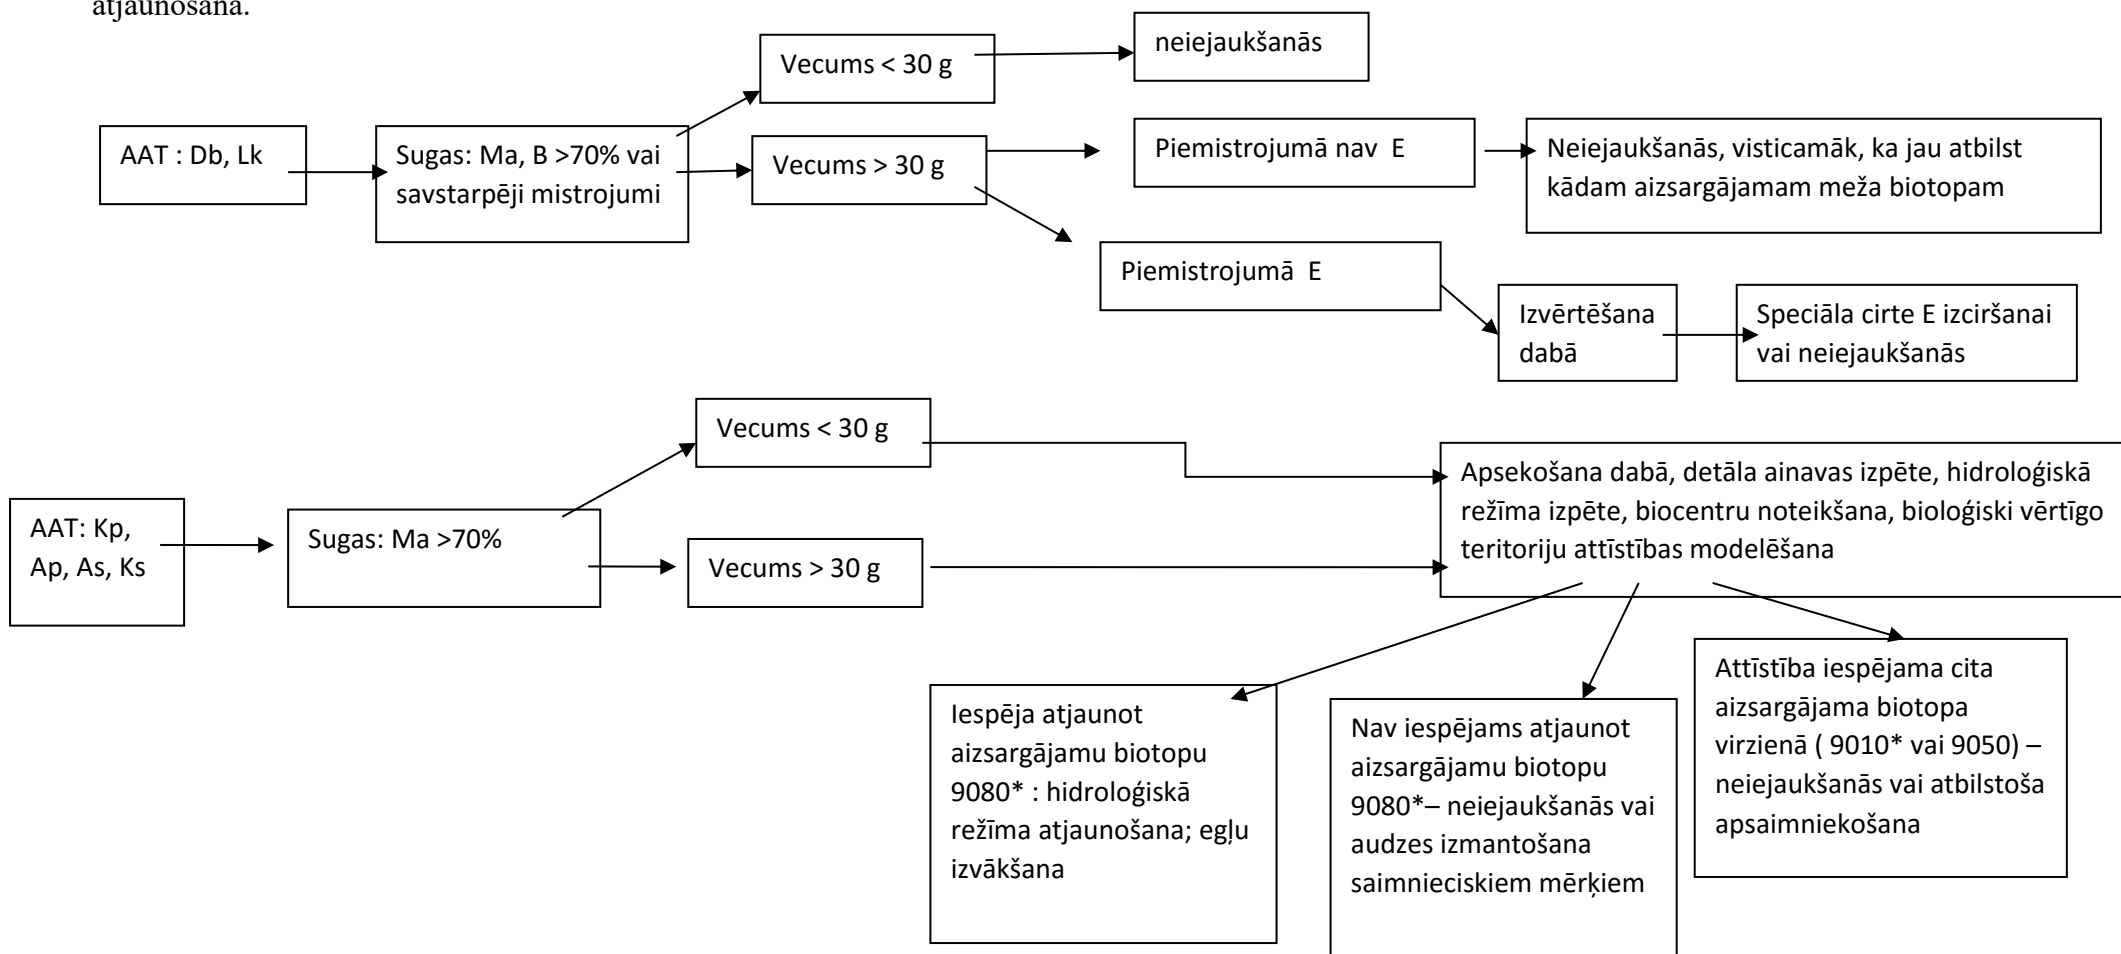 atjaunošana.
Vecums < 30 g
neiejaukšanās
AAT : Db, Lk
Sugas: Ma, B >70% vai
savstarpēji mistrojumi
Vecums > 30 g
Piemistrojumā nav  E
Neiejaukšanās, visticamāk, ka jau atbilst
kādam aizsargājamam meža biotopam
Piemistrojumā  E
Izvērtēšana
dabā
Speciāla cirte E izciršanai
vai neiejaukšanās
Vecums < 30 g
AAT: Kp,
Ap, As, Ks
Sugas: Ma >70%
Vecums > 30 g
Apsekošana dabā, detāla ainavas izpēte, hidroloģiskā
režīma izpēte, biocentru noteikšana, bioloģiski vērtīgo
teritoriju attīstības modelēšana
Iespēja atjaunot
aizsargājamu biotopu
9080* : hidroloģiskā
režīma atjaunošana; egļu
izvākšana
Nav iespējams atjaunot
aizsargājamu biotopu
9080*– neiejaukšanās vai
audzes izmantošana
saimnieciskiem mērķiem
Attīstība iespējama cita
aizsargājama biotopa
virzienā ( 9010* vai 9050) –
neiejaukšanās vai atbilstoša
apsaimniekošana